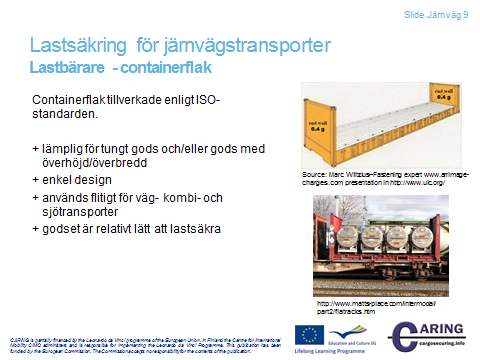 Slide Järnväg 9
Lastsäkring för järnvägstransporter
Lastbärare - containerflak
Containerflak tillverkade enligt ISO-
standarden.
+ lämplig för tungt gods och/eller gods med
överhöjd/överbredd
+ enkel design
+ används flitigt för väg- kombi- och
sjötransporter
+ godset är relativt lätt att lastsäkra
end wall
0.4 g
end wall
0.4 g
Source: Marc Wiltzius–Fastening expert www.arrimage-
charges.com presentation in http://www.uic.org/
http://www.matts-place.com/intermodal/
part2/flatracks.htm
CARING is partially financed by the Leonardo da Vinci programme of the European Union. In Finland the Centre for International
Mobility CIMO administers and is responsible for implementing the Leonardo da Vinci Programme. This publication has been
funded by the European Commission. The Commission accepts no responsibility for the contents of the publication.
Education and Culture DG
Lifelong Learning Programme
CARING
cargosecuring.info